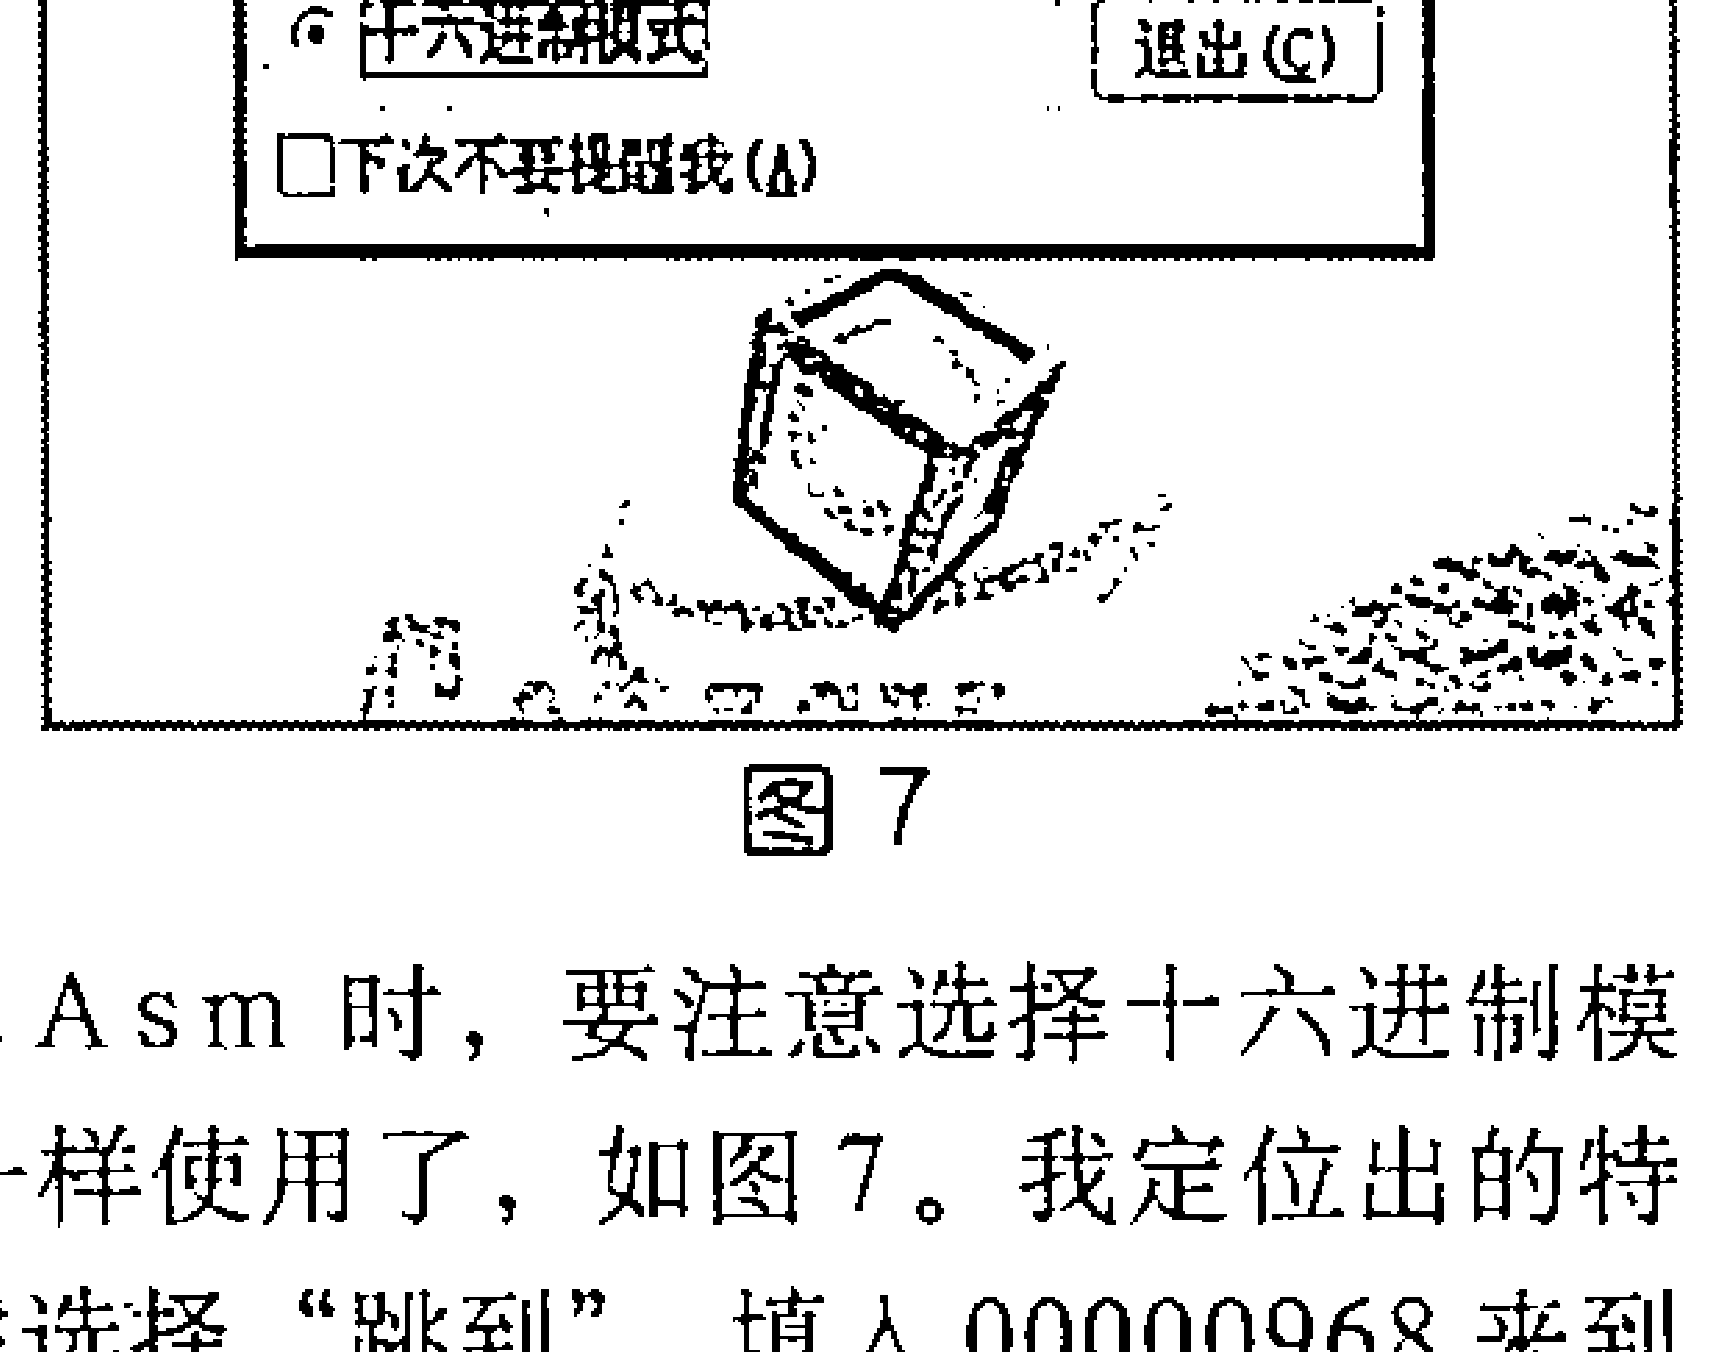 十六进制模式
退出(C)
下次不要提醒我(A)
图 7
Asm 时，要注意选择十六进制模
一样使用了，如图7。我定位出的特
选择“跳到” 填入 00000968 来到